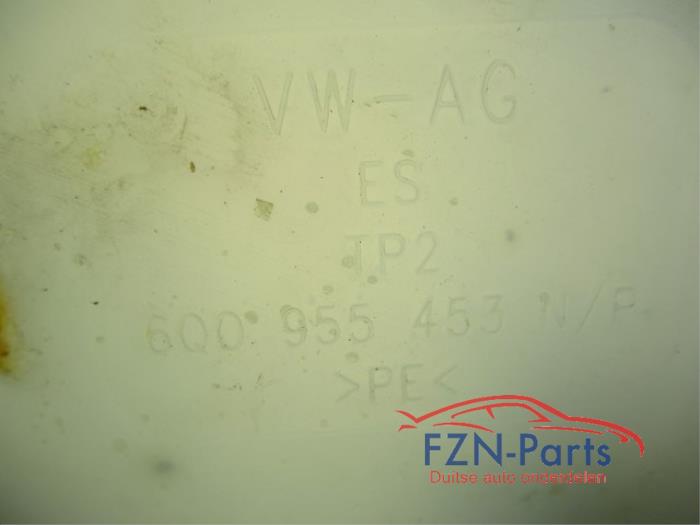 VW-AG
ES
TP2
6Q0 955 453 N/P
>PE<
FZN-Parts
Duitse auto onderdelen